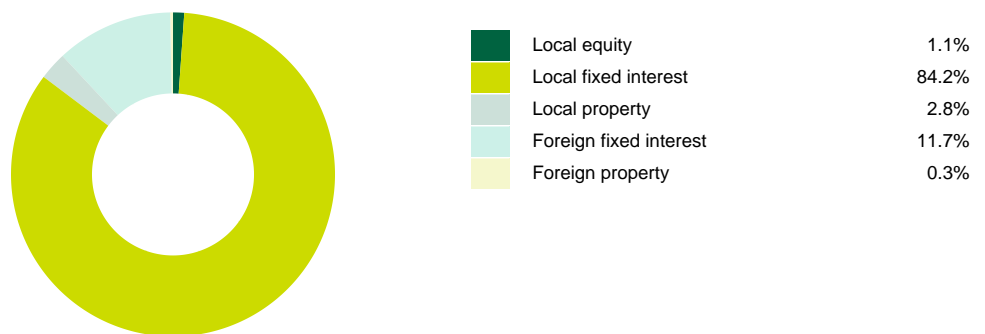 Local equity 1.1%
Local fixed interest 84.2%
Local property 2.8%
Foreign fixed interest 11.7%
Foreign property 0.3%